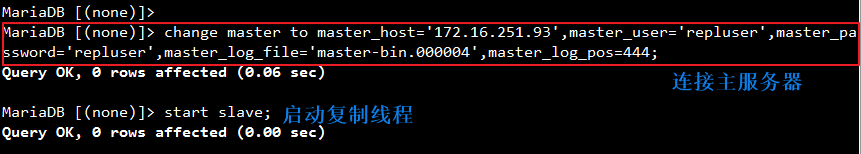 MariaDB [(none)]>
MariaDB [(none)]> change master to master_host='172.16.251.93',master_user='repluser',master_pa
ssword='repluser',master_log_file='master-bin.000004',master_log_pos=444;
Query OK, 0 rows affected (0.06 sec)
连接主服务器
MariaDB [(none)]> start slave; 启动复制线程
Query OK, 0 rows affected (0.00 sec)